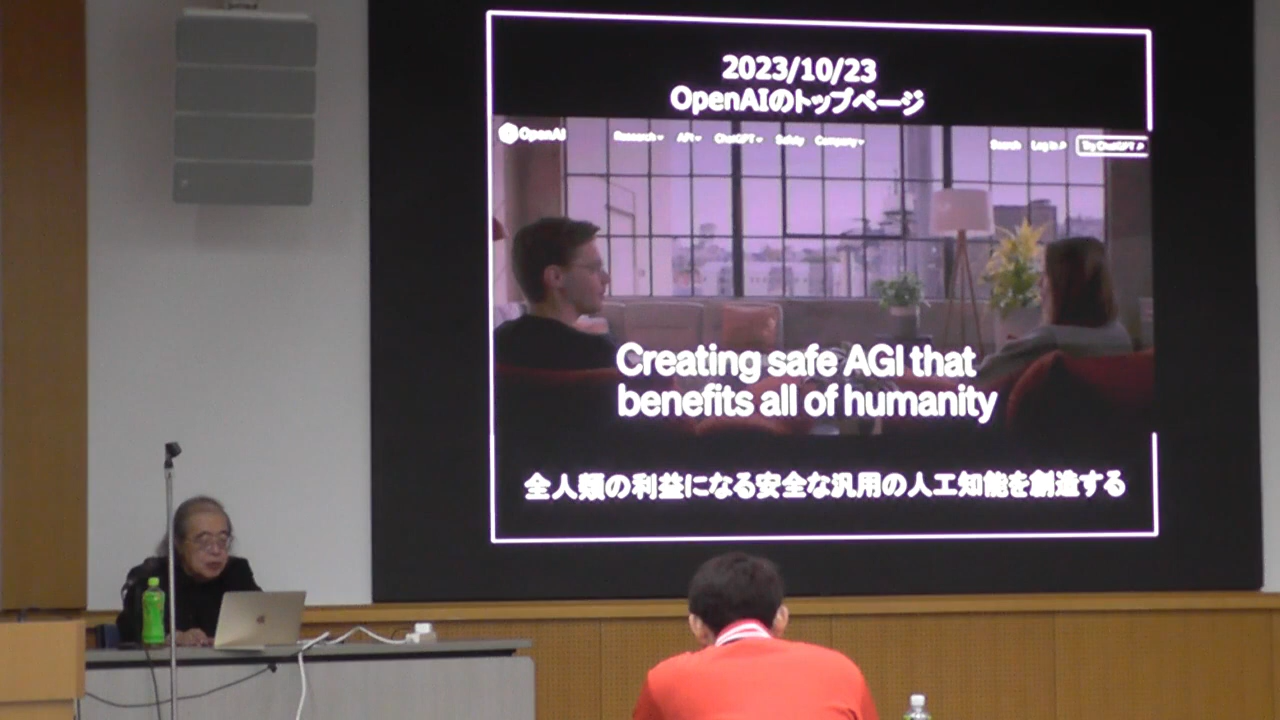 2023/10/23
OpenAIのトップページ
OpenAI
Research API ChatGPT Safety Company
Search Log in Try ChatGPT
Creating safe AGI that
benefits all of humanity
全人類の利益になる安全な汎用の人工知能を創造する